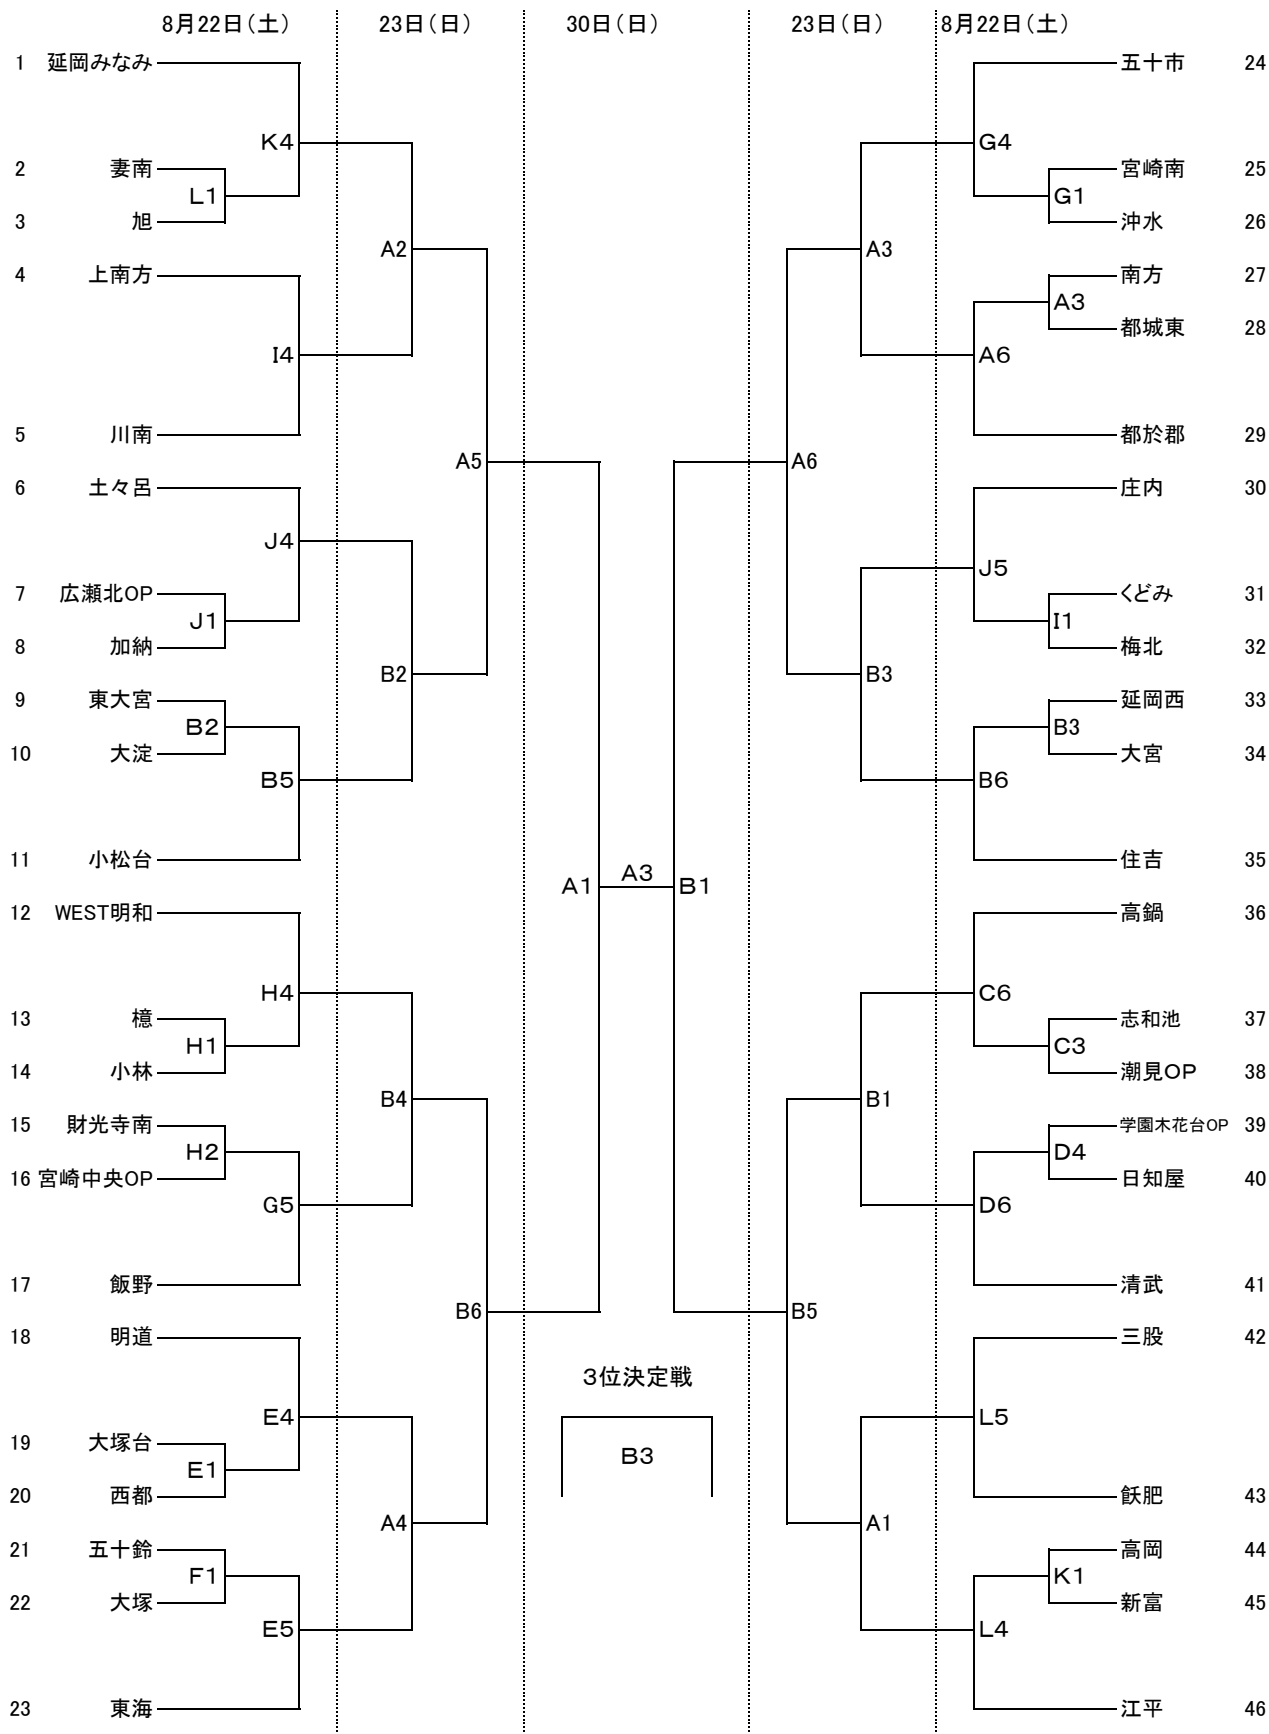 8月22日(土) 23日(日) 30日(日) 23日(日) 8月22日(土)
1 延岡みなみ 五十市 24
K4 G4
2 妻南 宮崎南 25
L1 G1
3 旭 沖水 26
A2 A3
4 上南方 南方 27
A3
都城東 28
I4 A6
5 川南 都於郡 29
A5 A6
6 土々呂 庄内 30
J4 J5
7 広瀬北OP くどみ 31
J1 I1
8 加納 梅北 32
B2 B3
9 東大宮 延岡西 33
B2 B3
10 大淀 大宮 34
B5 B6
11 小松台 住吉 35
A1 A3 B1
12 WEST明和 高鍋 36
H4 C6
13 檍 志和池 37
H1 C3
14 小林 潮見OP 38
B4 B1
15 財光寺南 学園木花台OP 39
H2 D4
16 宮崎中央OP 日知屋 40
G5 D6
17 飯野 清武 41
B6 B5
18 明道 三股 42
3位決定戦
E4 L5
19 大塚台
B3
E1
20 西都 飫肥 43
A4 A1
21 五十鈴 高岡 44
F1 K1
22 大塚 新富 45
E5 L4
23 東海 江平 46